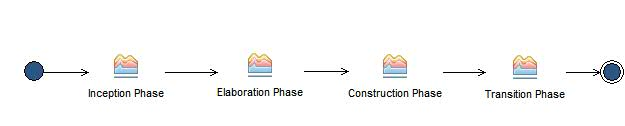 Inception Phase
Elaboration Phase
Construction Phase
Transition Phase